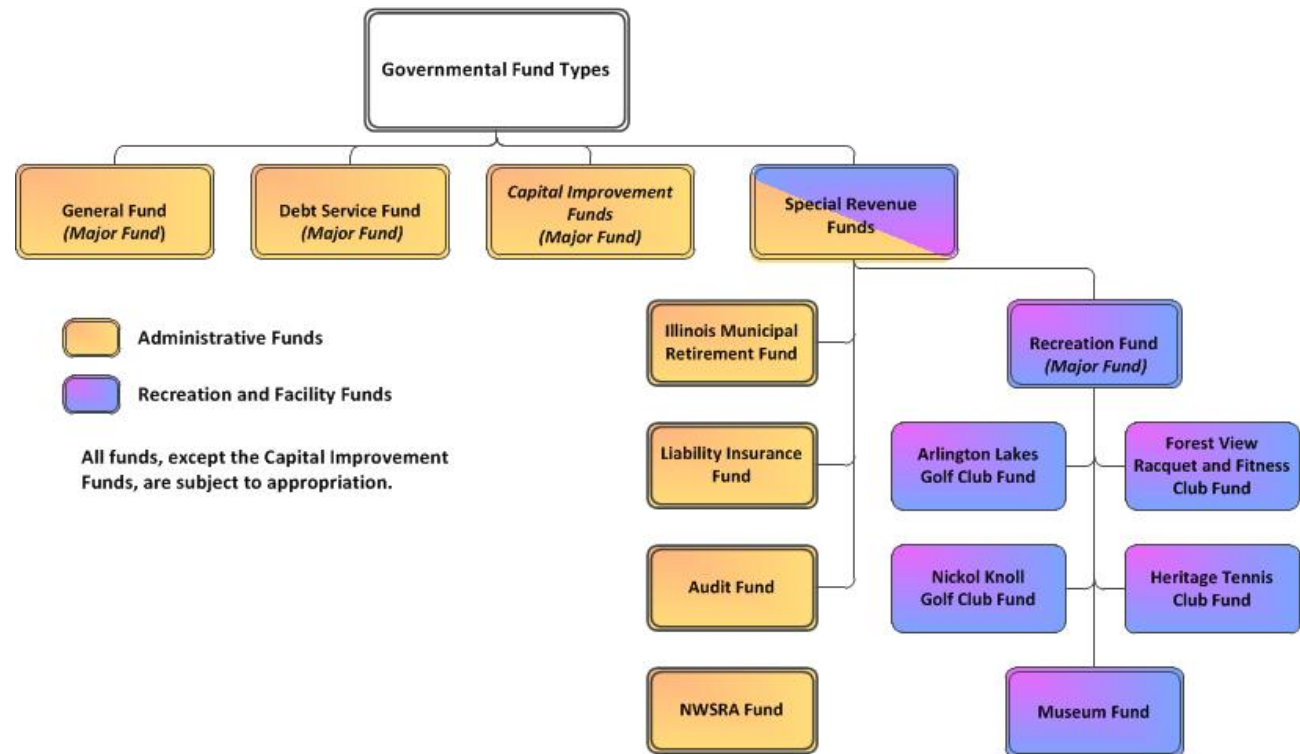 Governmental Fund Types
General Fund
(Major Fund)
Debt Service Fund
(Major Fund)
Capital Improvement
Funds
(Major Fund)
Special Revenue
Funds
Administrative Funds
Recreation and Facility Funds
All funds, except the Capital Improvement
Funds, are subject to appropriation.
Illinois Municipal
Retirement Fund
Recreation Fund
(Major Fund)
Liability Insurance
Fund
Arlington Lakes
Golf Club Fund
Forest View
Racquet and Fitness
Club Fund
Audit Fund
Nickol Knoll
Golf Club Fund
Heritage Tennis
Club Fund
NWSRA Fund
Museum Fund